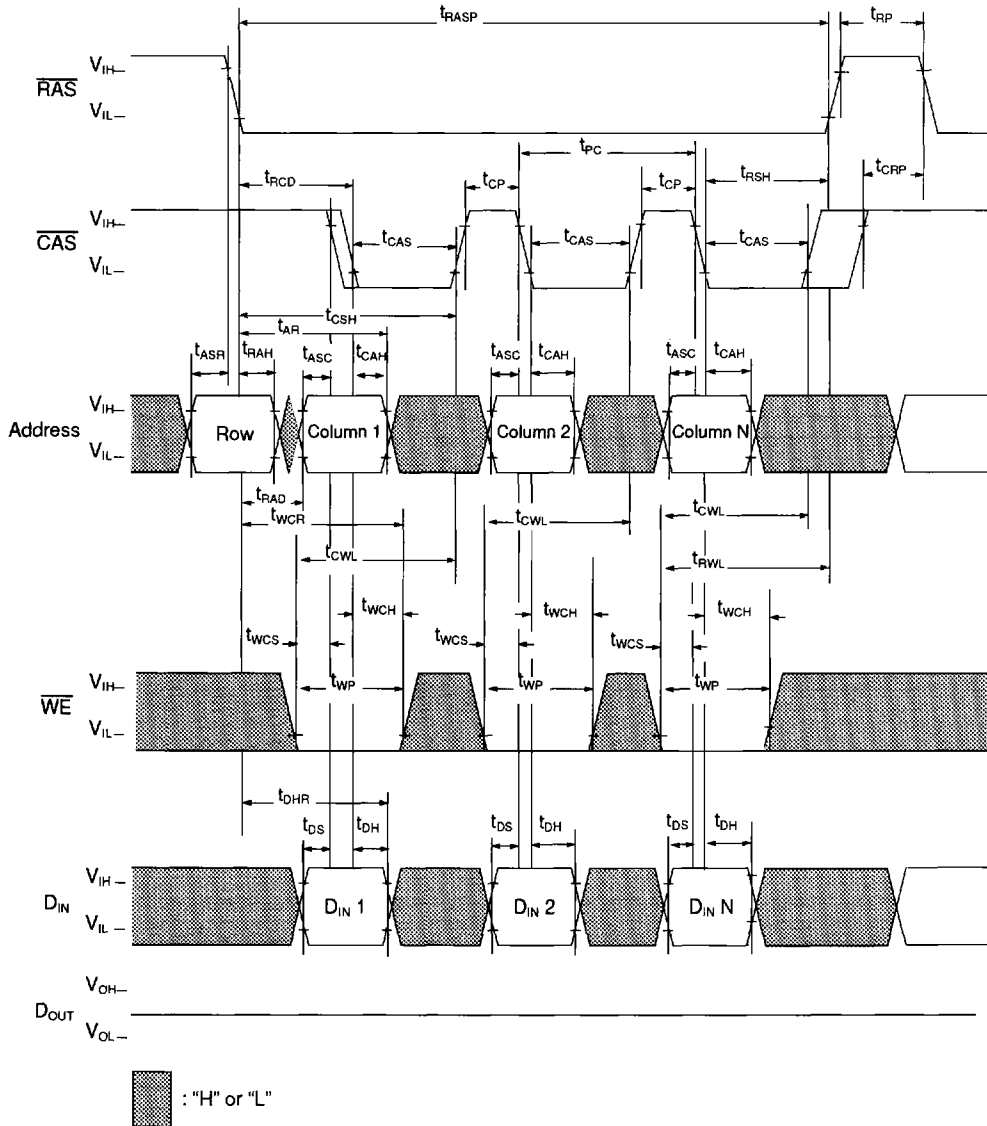 tRASP tRP
VIH
RAS
VIL
tPC
tRCD tCP tCP tRSH tCRP
VIH
CAS
VIL
tCAS tCAS tCAS
tCSH
tAR
tASR tRAH tASC tCAH tASC tCAH tASC tCAH
VIH
Address Row Column 1 Column 2 Column N
VIL
tRAD
tWCR tCWL tCWL
tCWL tRWL
tWCH tWCH tWCH
tWCS tWCS tWCS
tWP tWP tWP
VIH
WE
VIL
tDHR
tDS tDH tDS tDH tDS tDH
VIH
DIN DIN 1 DIN 2 DIN N
VIL
VOH
DOUT
VOL
: "H" or "L"